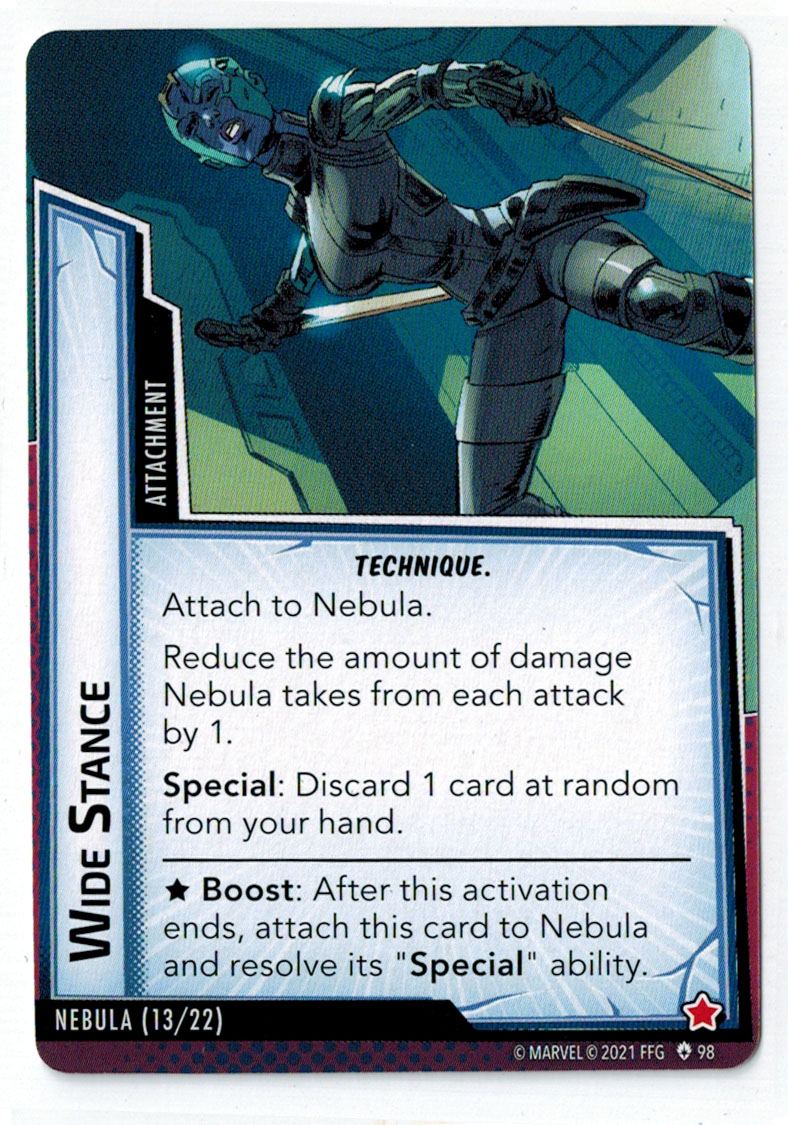 ATTACHMENT
WIDE STANCE
TECHNIQUE.
Attach to Nebula.
Reduce the amount of damage
Nebula takes from each attack
by 1.
Special: Discard 1 card at random
from your hand.
★ Boost: After this activation
ends, attach this card to Nebula
and resolve its "Special" ability.
NEBULA (13/22)
© MARVEL © 2021 FFG 98